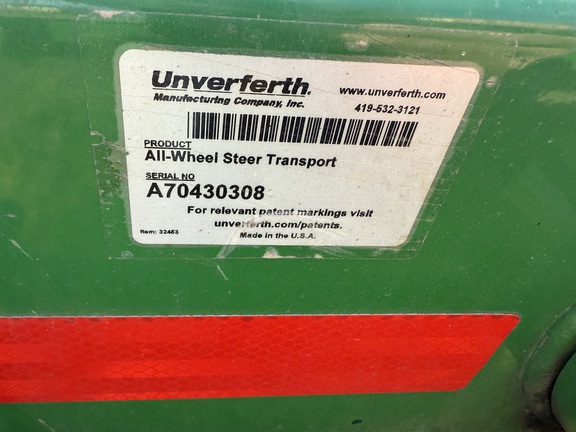 Unverferth.
Manufacturing Company, Inc.
www.unverferth.com
419-532-3121
PRODUCT
All-Wheel Steer Transport
SERIAL NO
A70430308
For relevant patent markings visit
unverferth.com/patents.
Item: 32453
Made in the U.S.A.